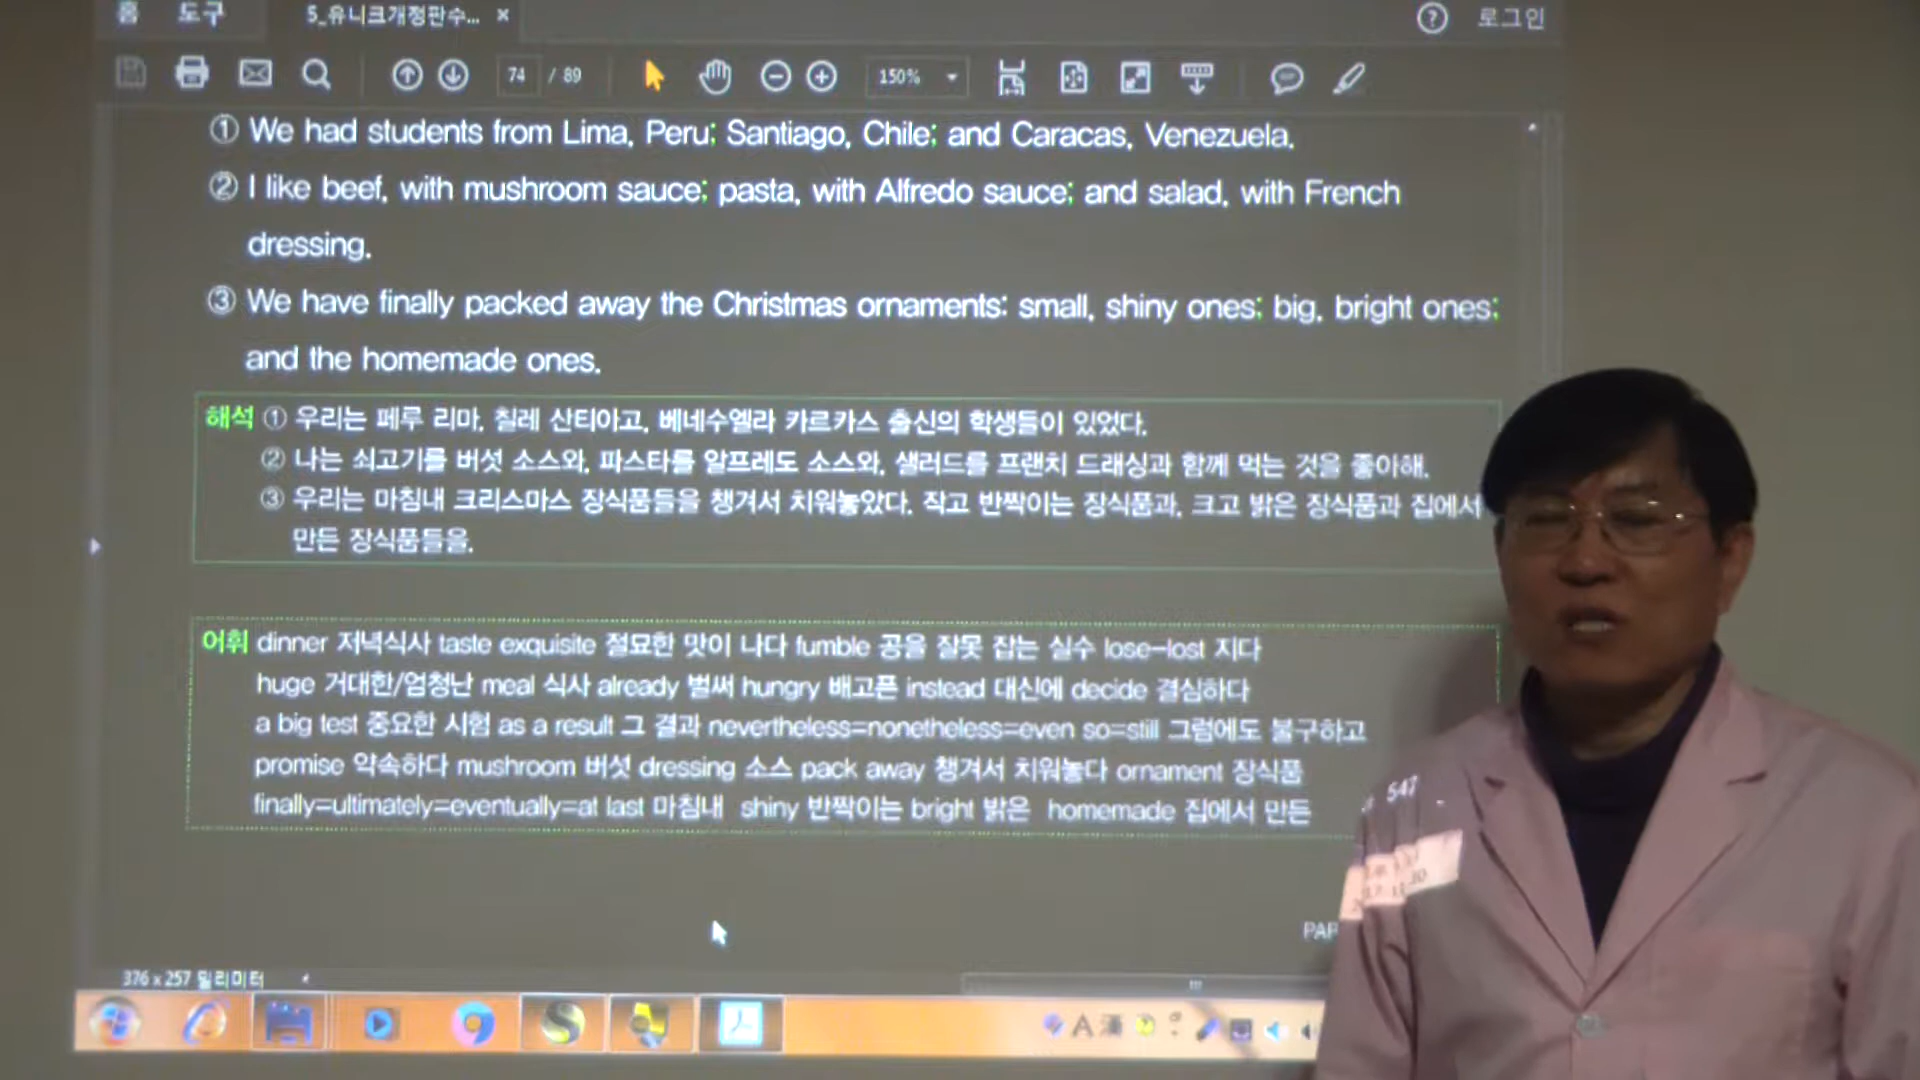 홈 도구 5_유니크개정판수... × ? 로그인
74 / 89 150%
① We had students from Lima, Peru; Santiago, Chile; and Caracas, Venezuela.
② I like beef, with mushroom sauce; pasta, with Alfredo sauce; and salad, with French
dressing.
③ We have finally packed away the Christmas ornaments: small, shiny ones; big, bright ones;
and the homemade ones.
해석 ① 우리는 페루 리마, 칠레 산티아고, 베네수엘라 카르카스 출신의 학생들이 있었다.
② 나는 쇠고기를 버섯 소스와, 파스타를 알프레도 소스와, 샐러드를 프랜치 드래싱과 함께 먹는 것을 좋아해.
③ 우리는 마침내 크리스마스 장식품들을 챙겨서 치워놓았다. 작고 반짝이는 장식품과, 크고 밝은 장식품과 집에서
만든 장식품들을.
어휘 dinner 저녁식사 taste exquisite 절묘한 맛이 나다 fumble 공을 잘못 잡는 실수 lose-lost 지다
huge 거대한/엄청난 meal 식사 already 벌써 hungry 배고픈 instead 대신에 decide 결심하다
a big test 중요한 시험 as a result 그 결과 nevertheless=nonetheless=even so=still 그럼에도 불구하고
promise 약속하다 mushroom 버섯 dressing 소스 pack away 챙겨서 치워놓다 ornament 장식품
finally=ultimately=eventually=at last 마침내 shiny 반짝이는 bright 밝은 homemade 집에서 만든
PAP
376 x 257 밀리미터
A 漢
547